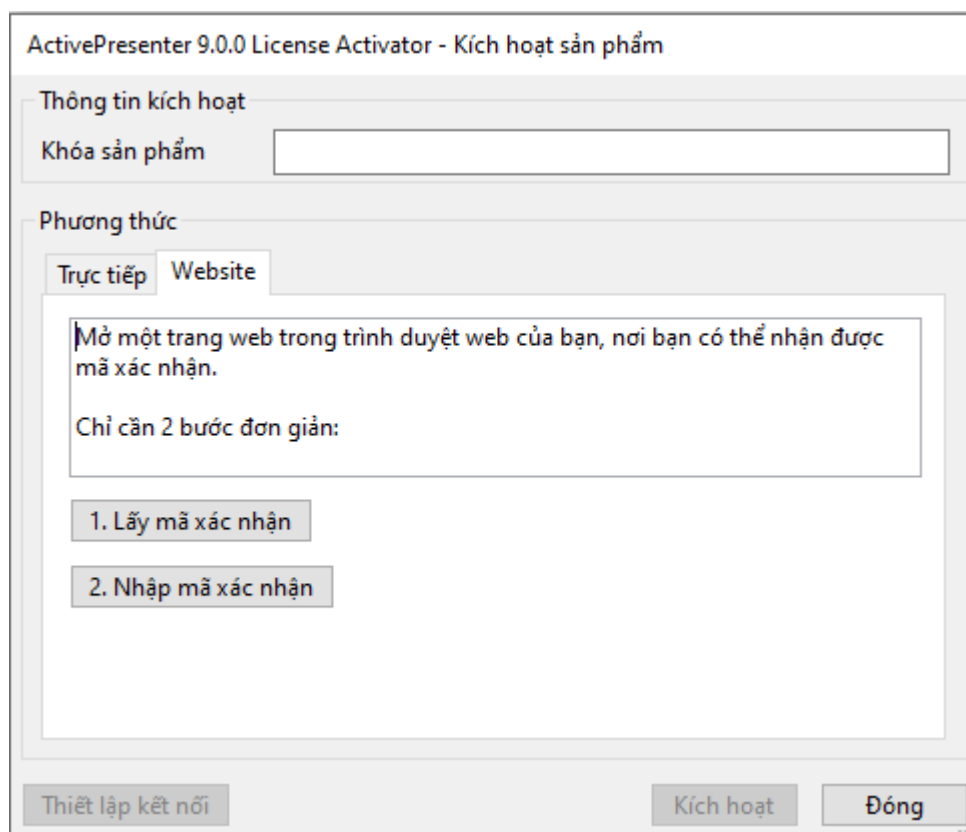 ActivePresenter 9.0.0 License Activator - Kích hoạt sản phẩm
Thông tin kích hoạt
Khóa sản phẩm
Phương thức
Trực tiếp
Website
Mở một trang web trong trình duyệt web của bạn, nơi bạn có thể nhận được
mã xác nhận.
Chỉ cần 2 bước đơn giản:
1. Lấy mã xác nhận
2. Nhập mã xác nhận
Thiết lập kết nối
Kích hoạt
Đóng